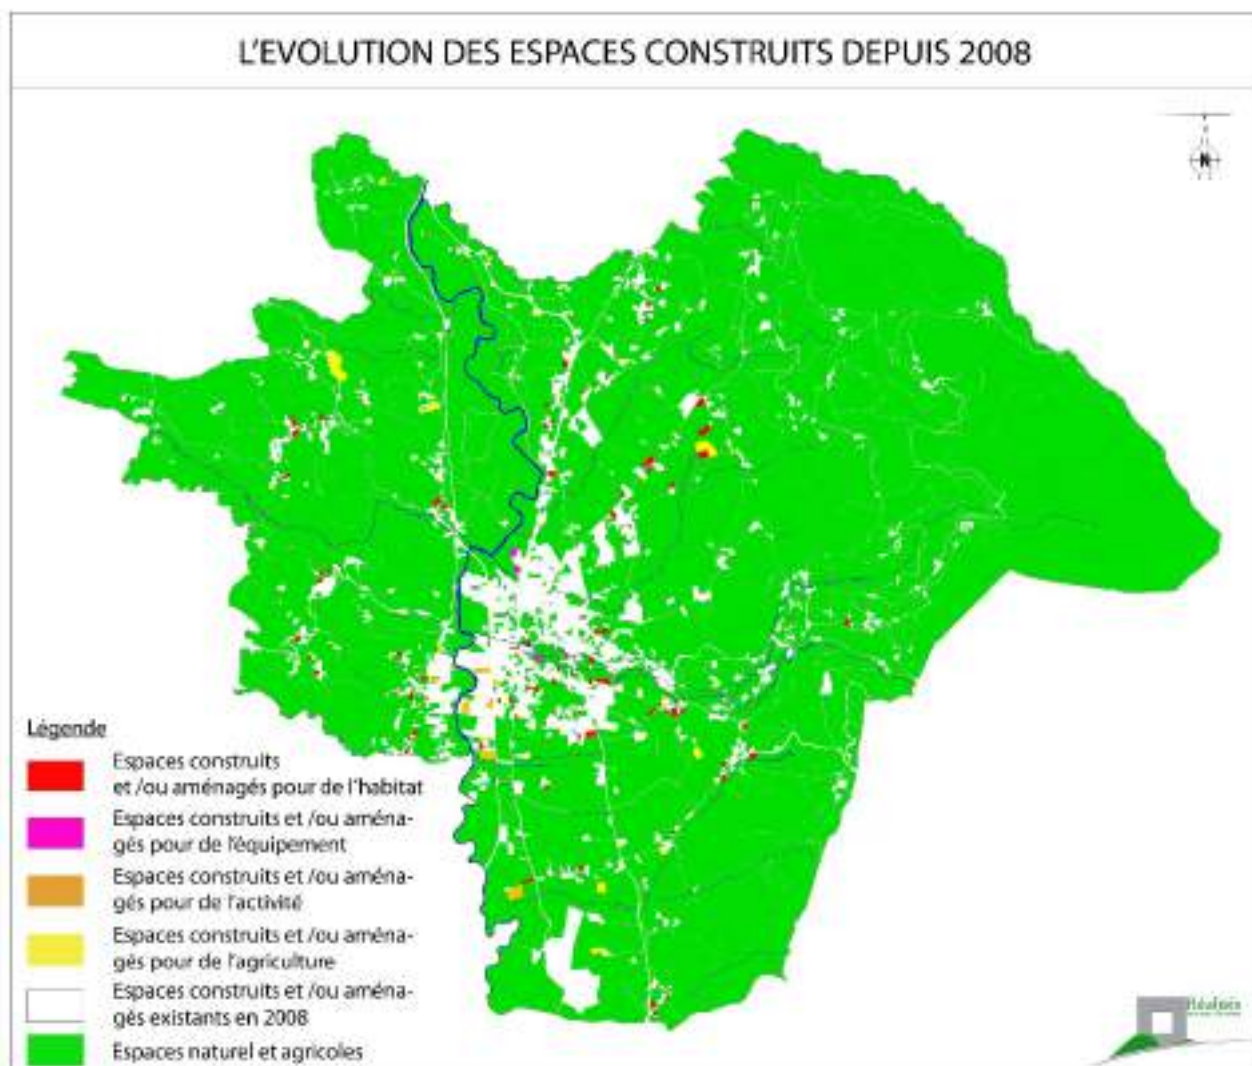 L'EVOLUTION DES ESPACES CONSTRUITS DEPUIS 2008
N
Légende
Espaces construits
et /ou aménagés pour de l'habitat
Espaces construits et /ou aména-
gés pour de l'équipement
Espaces construits et /ou aména-
gés pour de l'activité
Espaces construits et /ou aména-
gés pour de l'agriculture
Espaces construits et /ou aména-
gés existants en 2008
Espaces naturel et agricoles